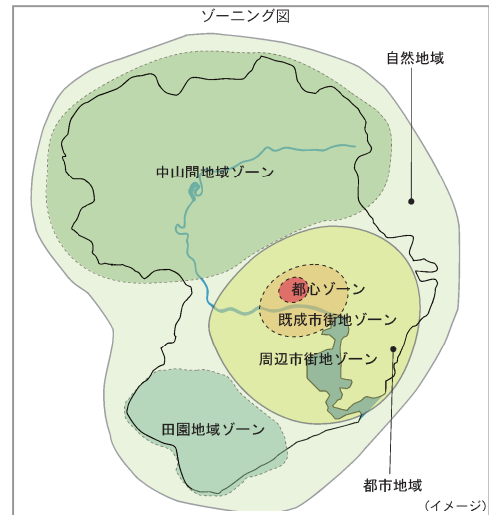 ゾーニング図
自然地域
中山間地域ゾーン
都心ゾーン
既成市街地ゾーン
周辺市街地ゾーン
田園地域ゾーン
都市地域
(イメージ)